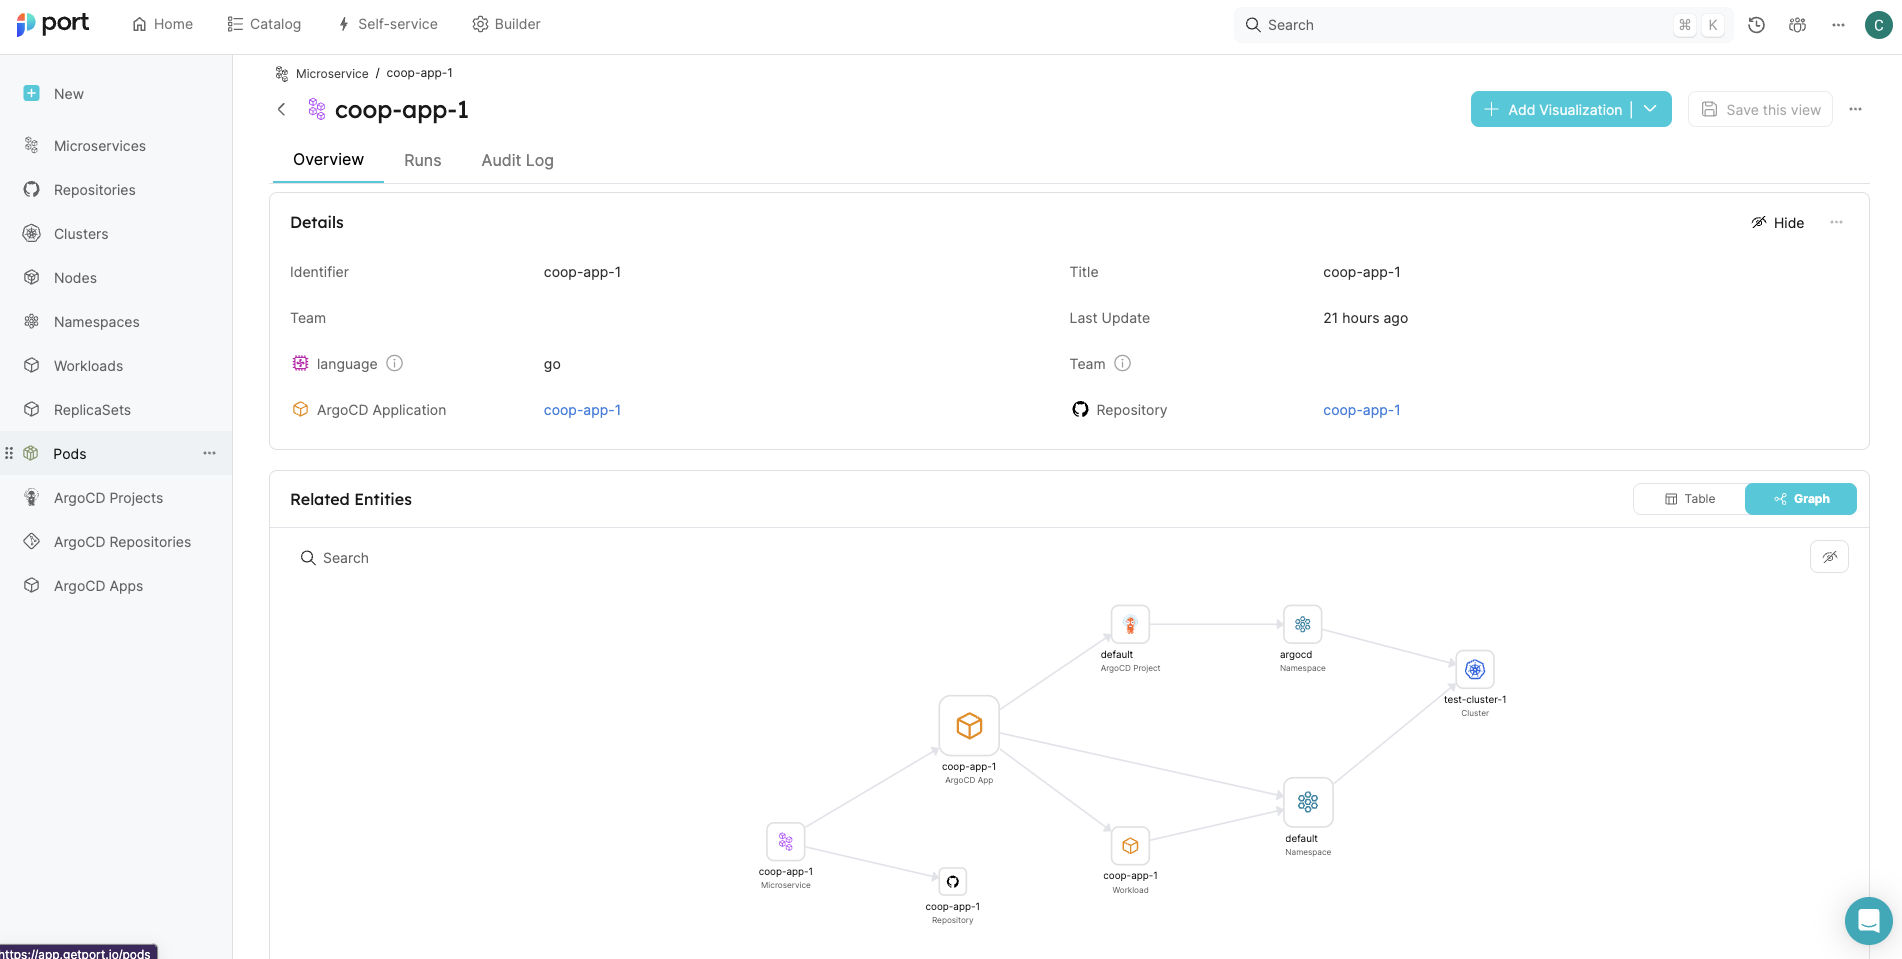 port
Home
Catalog
Self-service
Builder
Search
⌘
K
C
New
Microservices
Repositories
Clusters
Nodes
Namespaces
Workloads
ReplicaSets
Pods
ArgoCD Projects
ArgoCD Repositories
ArgoCD Apps
https://app.getport.io/pods
Microservice / coop-app-1
coop-app-1
Add Visualization
Save this view
Overview
Runs
Audit Log
Details
Hide
Identifier
coop-app-1
Title
coop-app-1
Team
Last Update
21 hours ago
language
go
Team
ArgoCD Application
coop-app-1
Repository
coop-app-1
Related Entities
Table
Graph
Search
default
ArgoCD Project
argocd
Namespace
test-cluster-1
Cluster
coop-app-1
ArgoCD App
default
Namespace
coop-app-1
Microservice
coop-app-1
Workload
coop-app-1
Repository